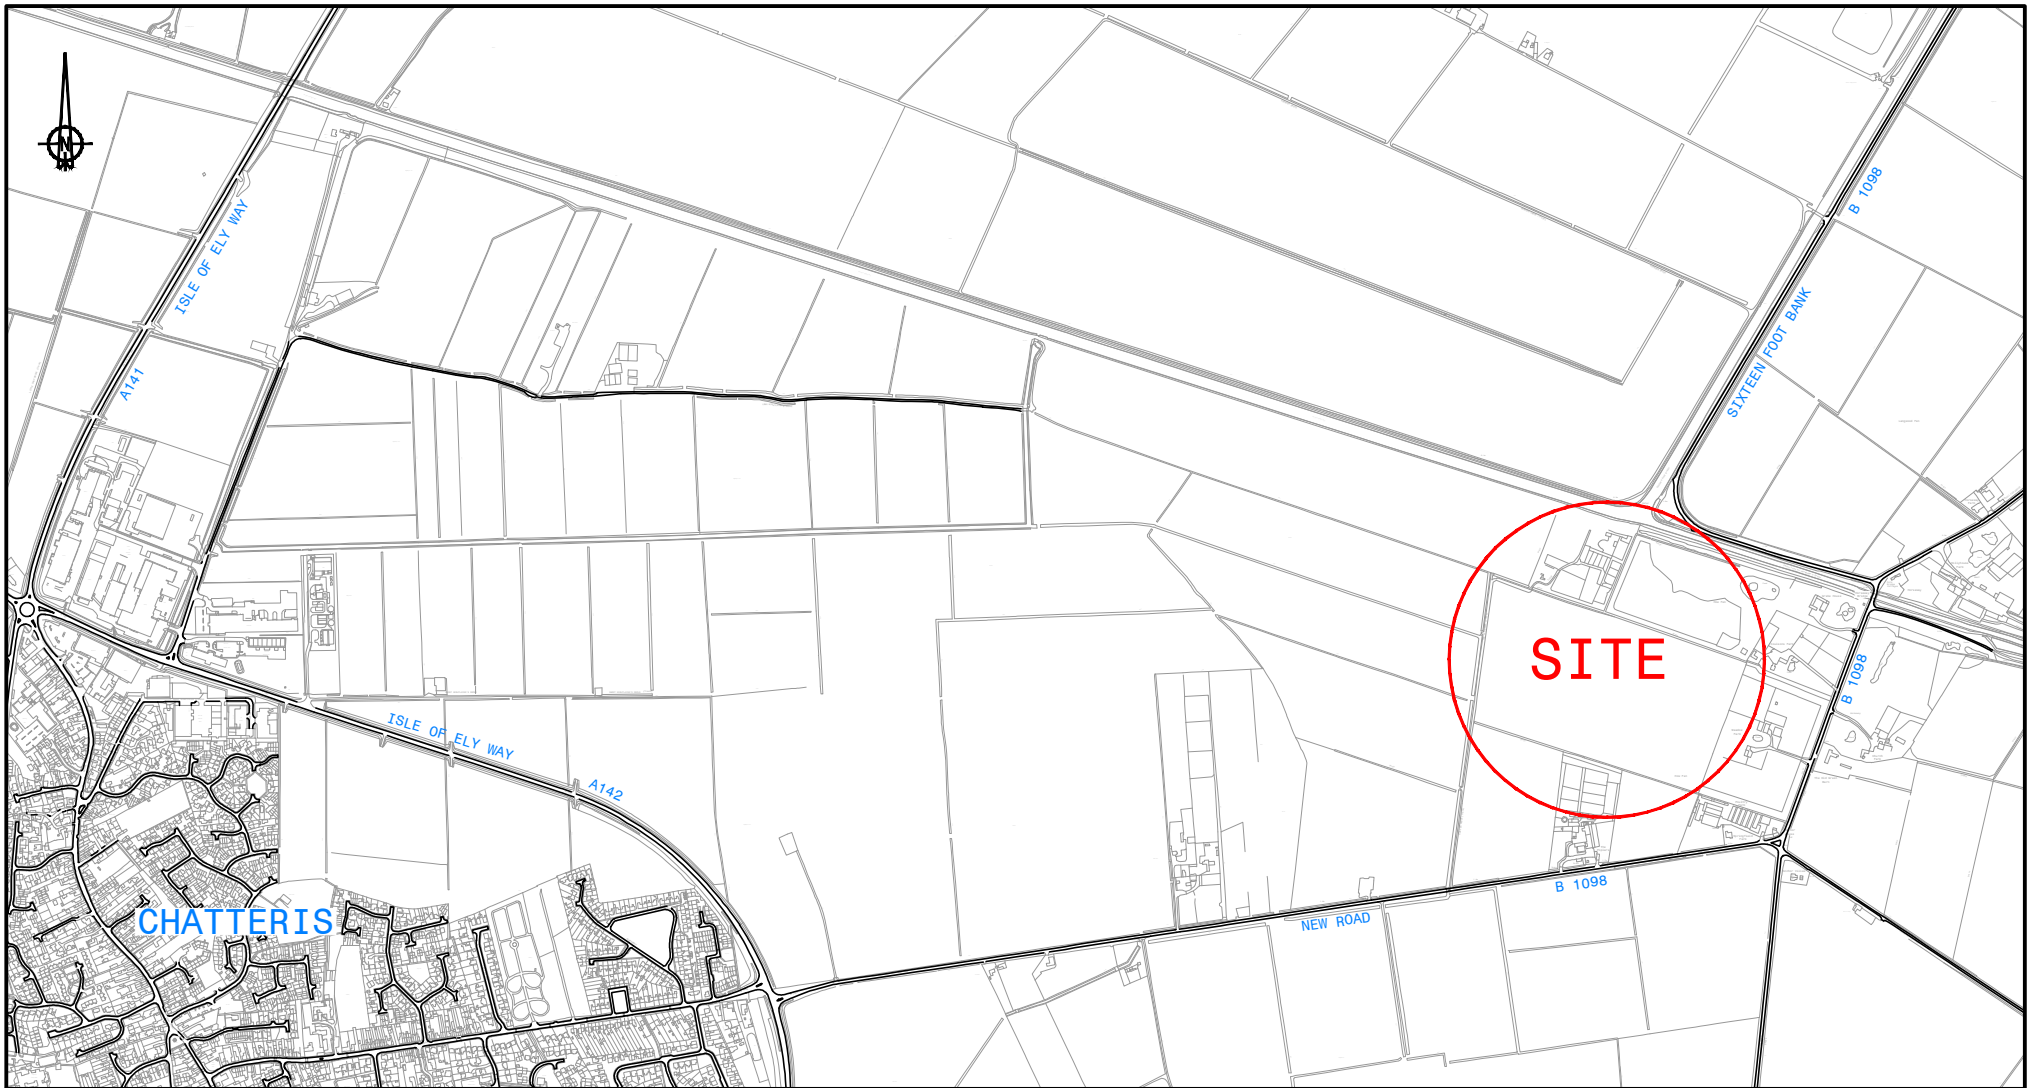 N
B 1098
ISLE OF ELY WAY
SIXTEEN FOOT BANK
A141
SITE
B 1098
ISLE OF ELY WAY
A142
B 1098
CHATTERIS
NEW ROAD